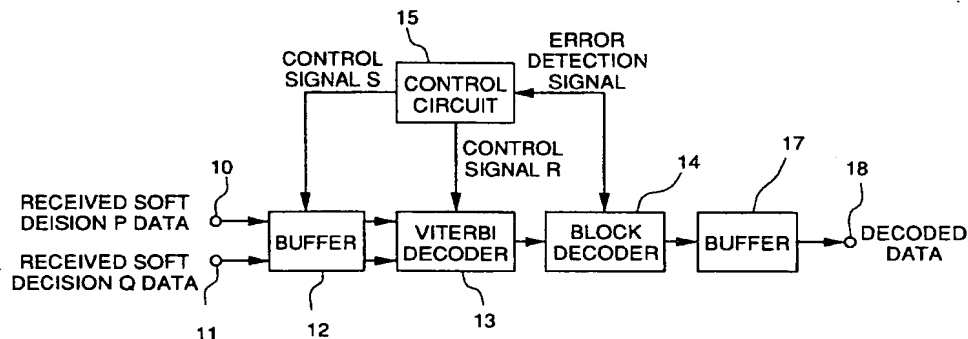 15
CONTROL
SIGNAL S
CONTROL
CIRCUIT
ERROR
DETECTION
SIGNAL
CONTROL
SIGNAL R
10
RECEIVED SOFT
DEISION P DATA
RECEIVED SOFT
DECISION Q DATA
11
BUFFER
12
VITERBI
DECODER
13
BLOCK
DECODER
14
BUFFER
17
18
DECODED
DATA